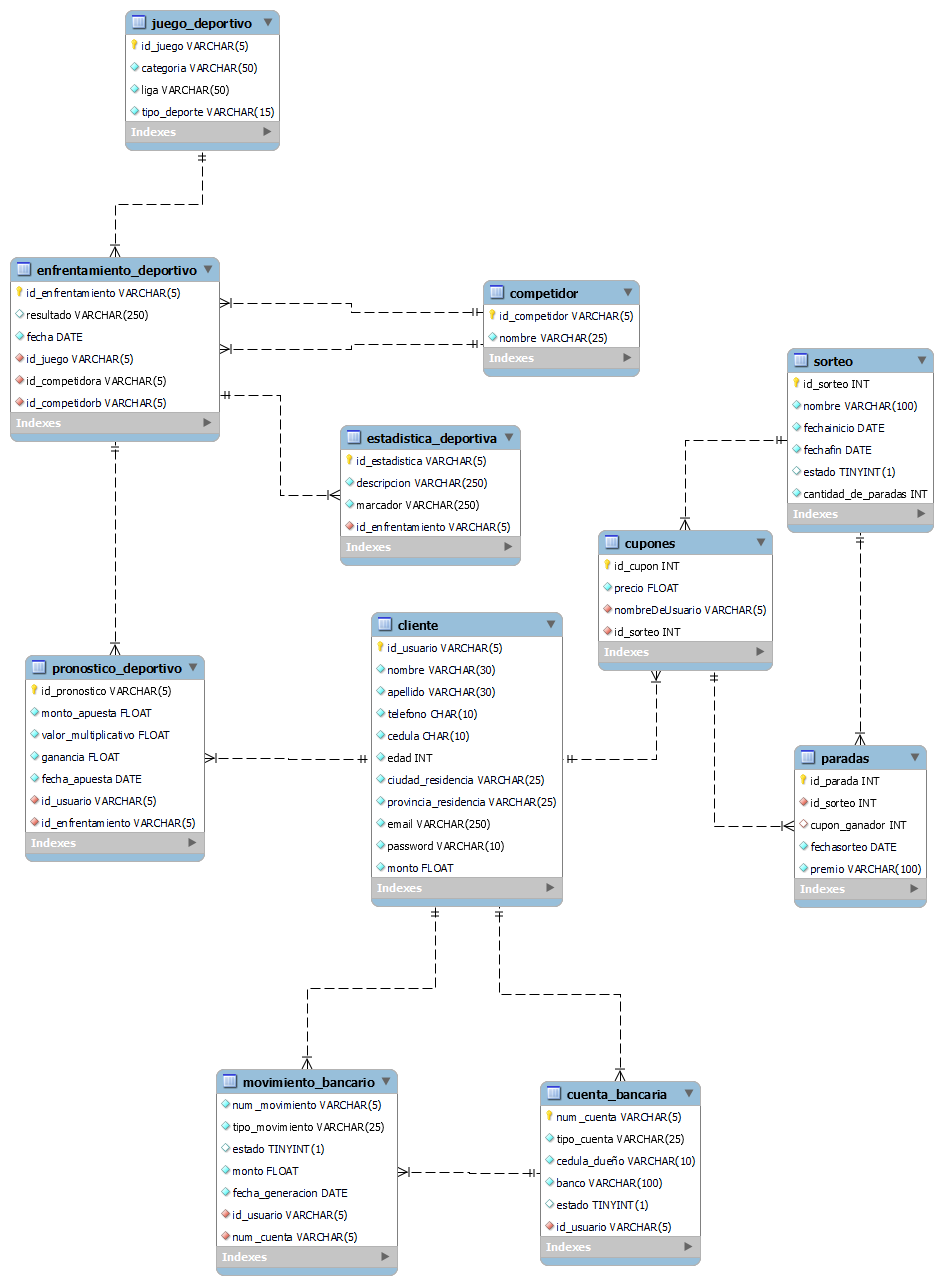 juego_deportivo
id_juego VARCHAR(5)
categoria VARCHAR(50)
liga VARCHAR(50)
tipo_deporte VARCHAR(15)
Indexes
enfrentamiento_deportivo
id_enfrentamiento VARCHAR(5)
resultado VARCHAR(250)
fecha DATE
id_juego VARCHAR(5)
id_competidora VARCHAR(5)
id_competidorb VARCHAR(5)
Indexes
competidor
id_competidor VARCHAR(5)
nombre VARCHAR(25)
Indexes
sorteo
id_sorteo INT
nombre VARCHAR(100)
fechainicio DATE
fechafin DATE
estado TINYINT(1)
cantidad_de_paradas INT
Indexes
estadistica_deportiva
id_estadistica VARCHAR(5)
descripcion VARCHAR(250)
marcador VARCHAR(250)
id_enfrentamiento VARCHAR(5)
Indexes
cupones
id_cupon INT
precio FLOAT
nombreDeUsuario VARCHAR(5)
id_sorteo INT
Indexes
cliente
id_usuario VARCHAR(5)
nombre VARCHAR(30)
apellido VARCHAR(30)
telefono CHAR(10)
cedula CHAR(10)
edad INT
ciudad_residencia VARCHAR(25)
provincia_residencia VARCHAR(25)
email VARCHAR(250)
password VARCHAR(10)
monto FLOAT
Indexes
pronostico_deportivo
id_pronostico VARCHAR(5)
monto_apuesta FLOAT
valor_multiplicativo FLOAT
ganancia FLOAT
fecha_apuesta DATE
id_usuario VARCHAR(5)
id_enfrentamiento VARCHAR(5)
Indexes
paradas
id_parada INT
id_sorteo INT
cupon_ganador INT
fechasorteo DATE
premio VARCHAR(100)
Indexes
movimiento_bancario
num_movimiento VARCHAR(5)
tipo_movimiento VARCHAR(25)
estado TINYINT(1)
monto FLOAT
fecha_generacion DATE
id_usuario VARCHAR(5)
num_cuenta VARCHAR(5)
Indexes
cuenta_bancaria
num_cuenta VARCHAR(5)
tipo_cuenta VARCHAR(25)
cedula_dueño VARCHAR(10)
banco VARCHAR(100)
estado TINYINT(1)
id_usuario VARCHAR(5)
Indexes